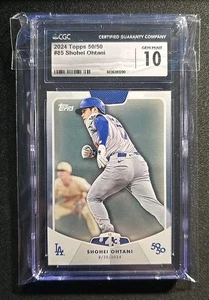 CGC CERTIFIED GUARANTY COMPANY
2024 Topps 50/50
#85 Shohei Ohtani
GEM MINT
10
Topps
43
LA
SHOHEI OHTANI
50/50